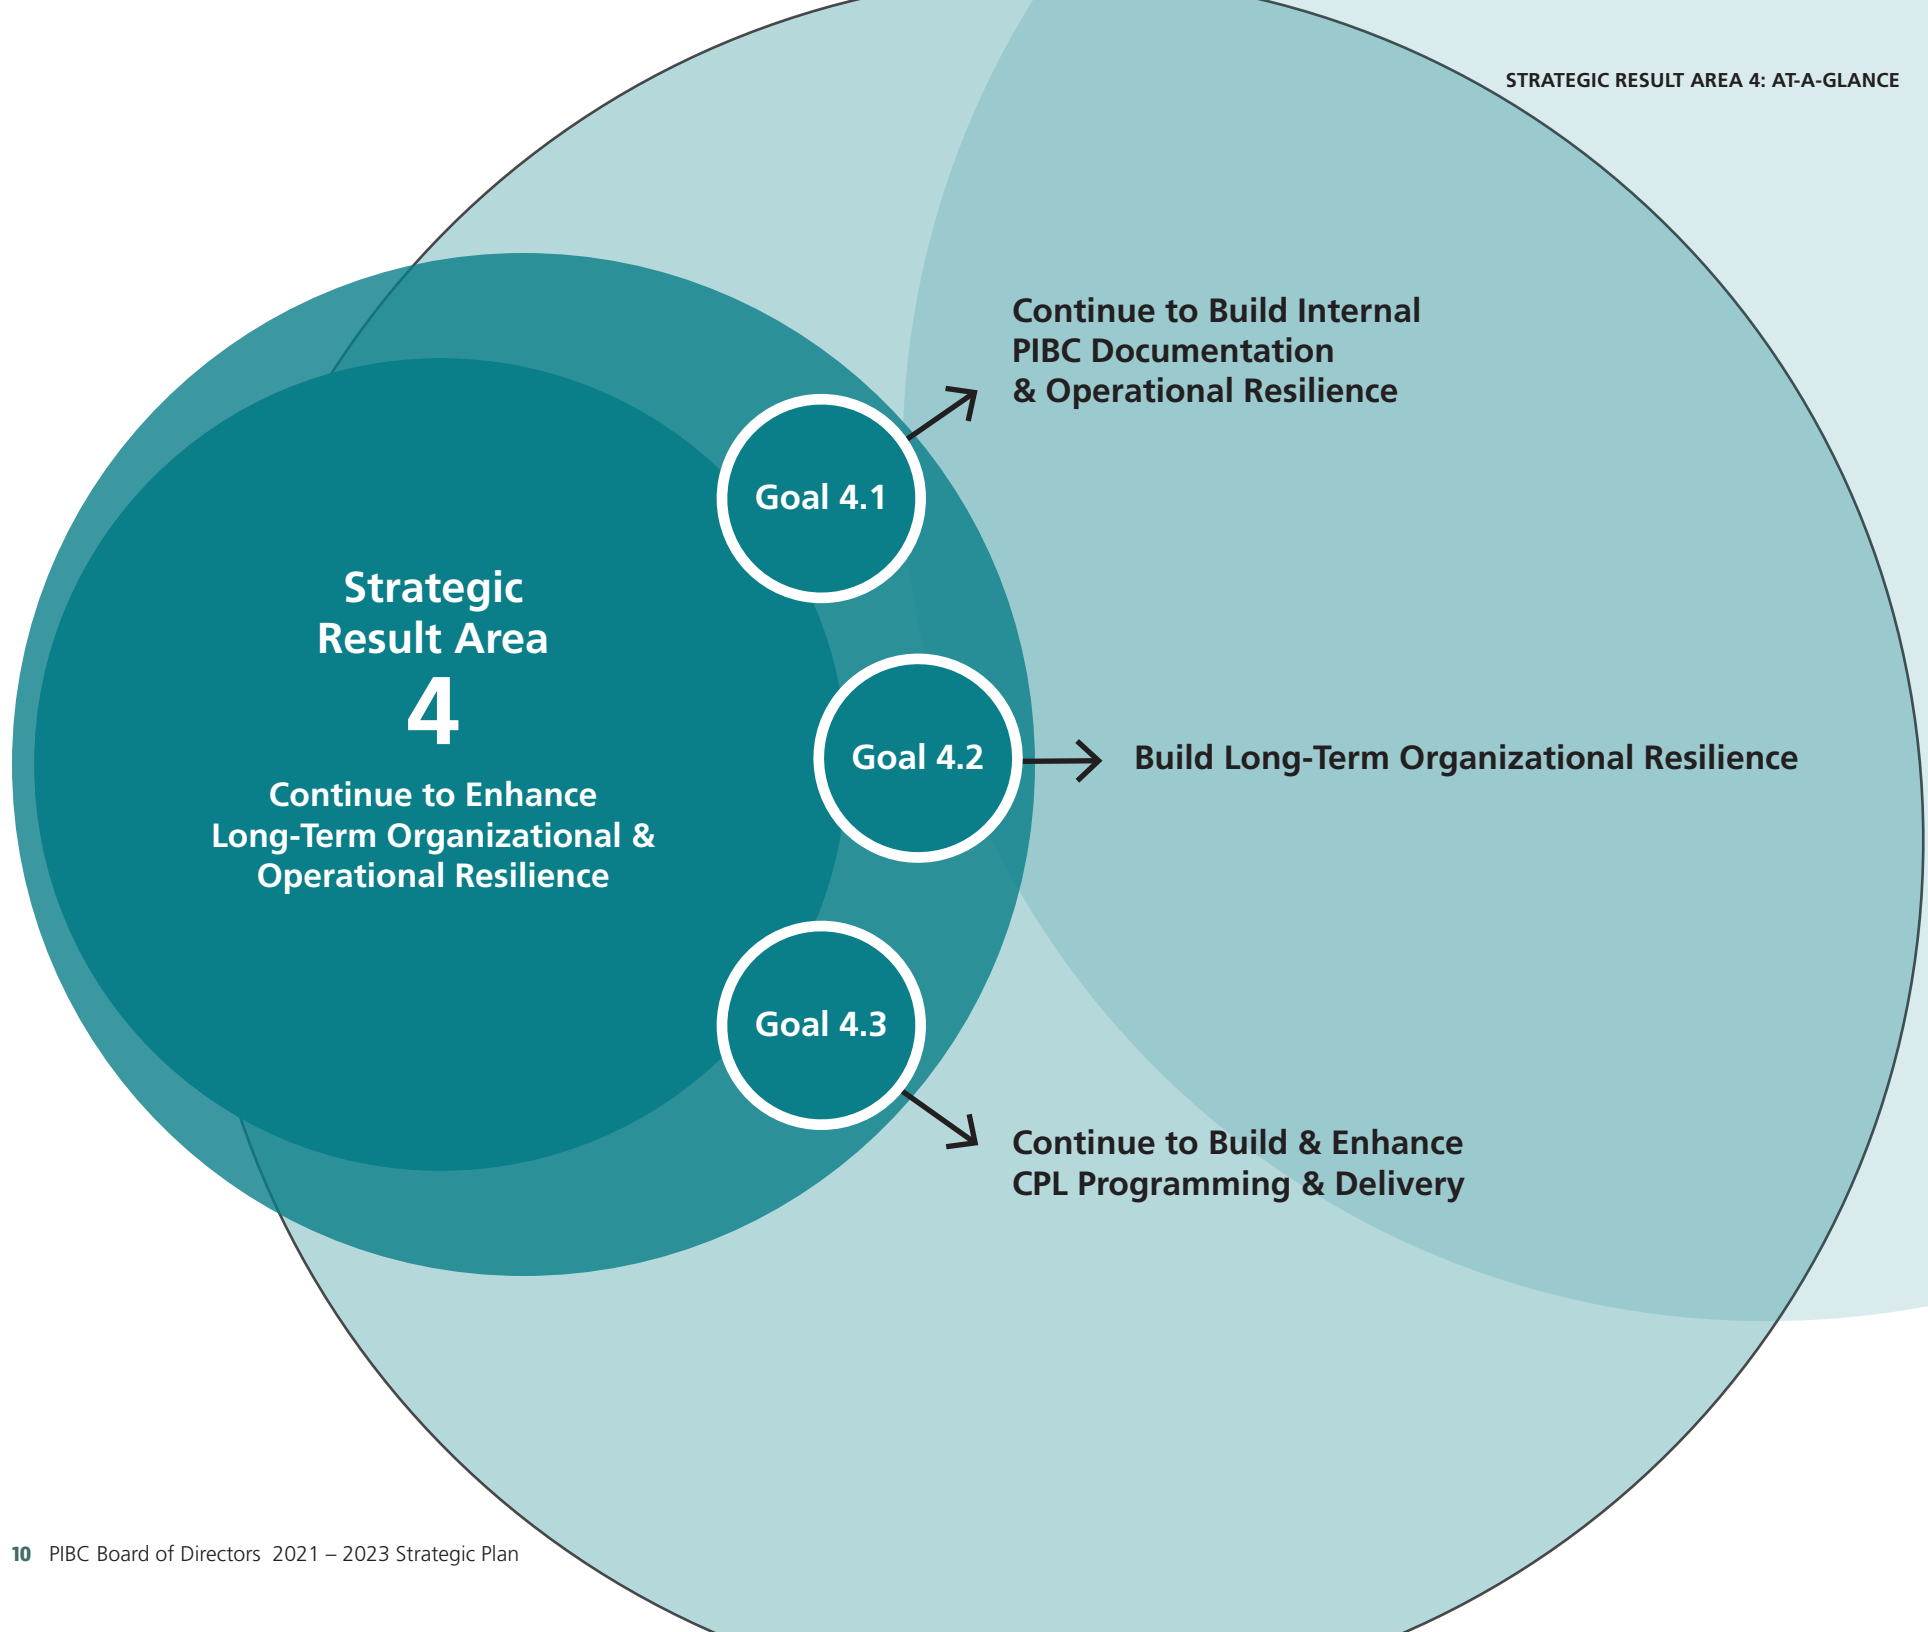 STRATEGIC RESULT AREA 4: AT-A-GLANCE
Strategic
Result Area
4
Continue to Enhance
Long-Term Organizational &
Operational Resilience
Goal 4.1
Continue to Build Internal
PIBC Documentation
& Operational Resilience
Goal 4.2
Build Long-Term Organizational Resilience
Goal 4.3
Continue to Build & Enhance
CPL Programming & Delivery
10 PIBC Board of Directors 2021 – 2023 Strategic Plan